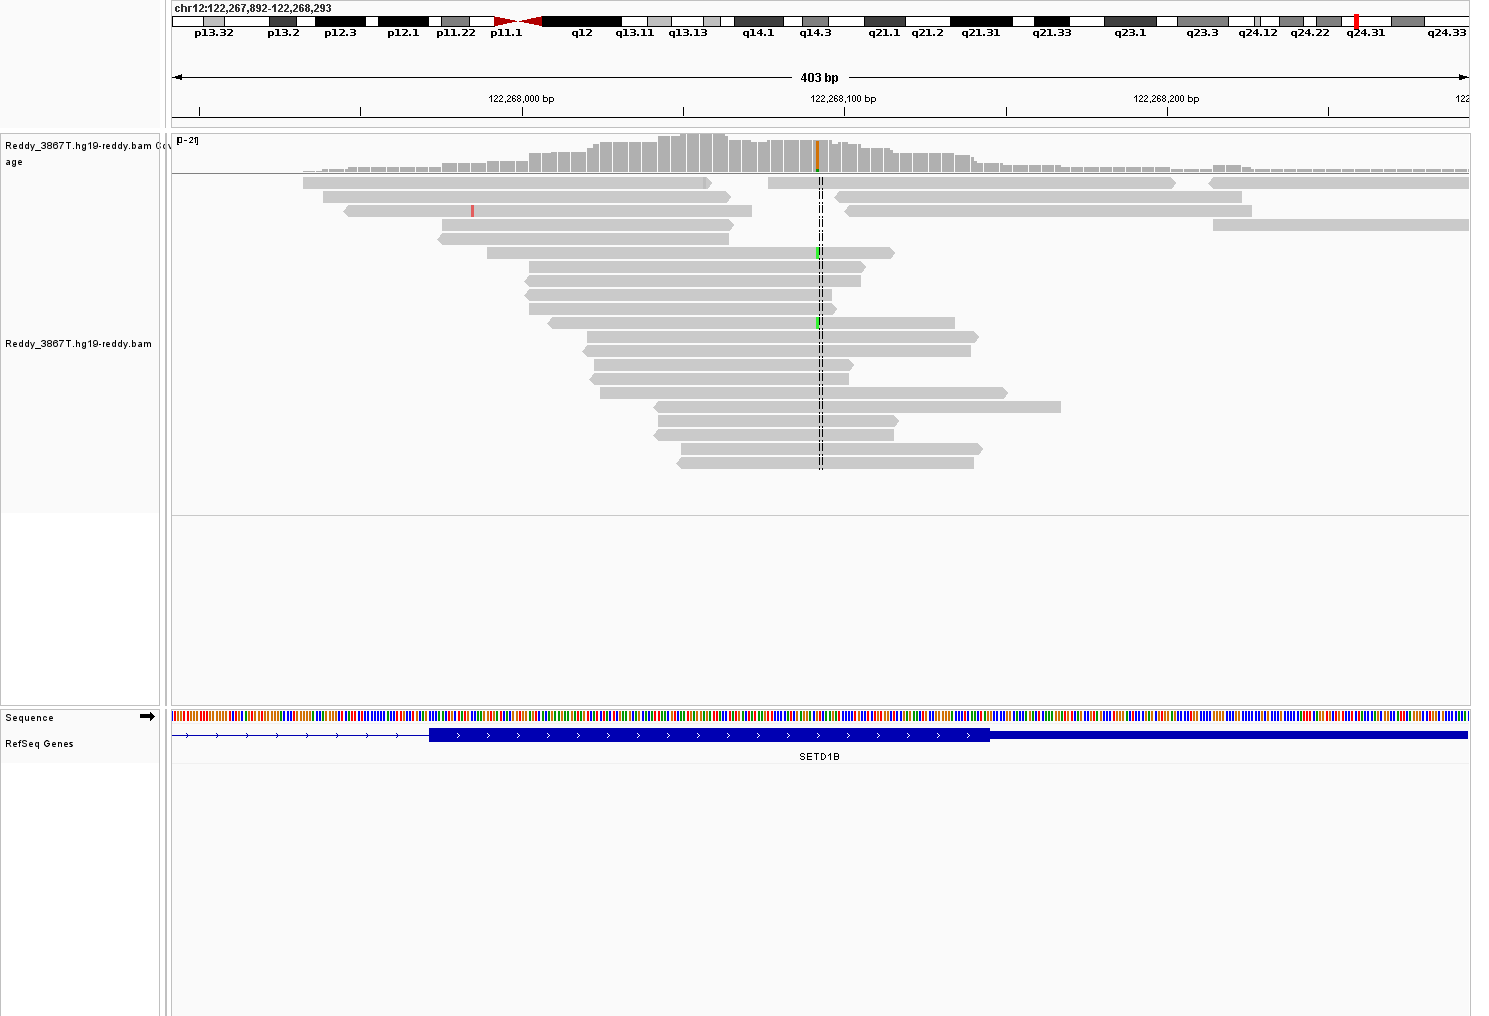 chr12:122,267,892-122,268,293
p13.32 p13.2 p12.3 p12.1 p11.22 p11.1 q12 q13.11 q13.13 q14.1 q14.3 q21.1 q21.2 q21.31 q21.33 q23.1 q23.3 q24.12 q24.22 q24.31 q24.33
403 bp
122,268,000 bp 122,268,100 bp 122,268,200 bp 122
Reddy_3867T.hg19-reddy.bam Cov
age
[0-21]
Reddy_3867T.hg19-reddy.bam
Sequence
RefSeq Genes
SETD1B